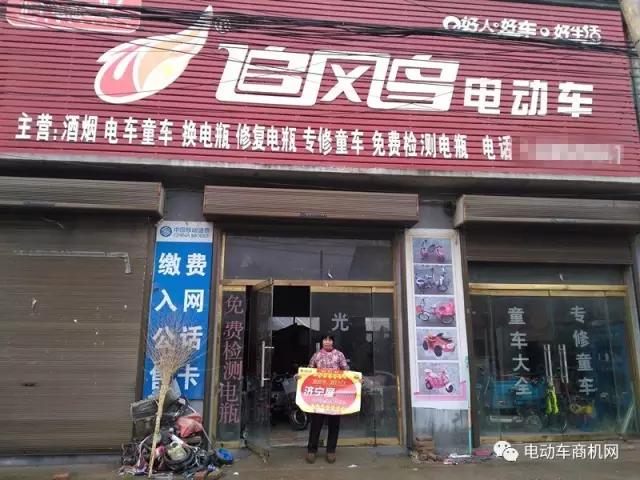 好人·好车·好生活
追风鸟 电动车
主营:酒烟 电车童车 换电瓶 修复电瓶 专修童车 免费检测电瓶 电话
中国移动通信
CHINA MOBILE
缴费
入网
公话
售卡
免费检测电瓶
光
济宁
童车大全
专修童车
电动车商机网